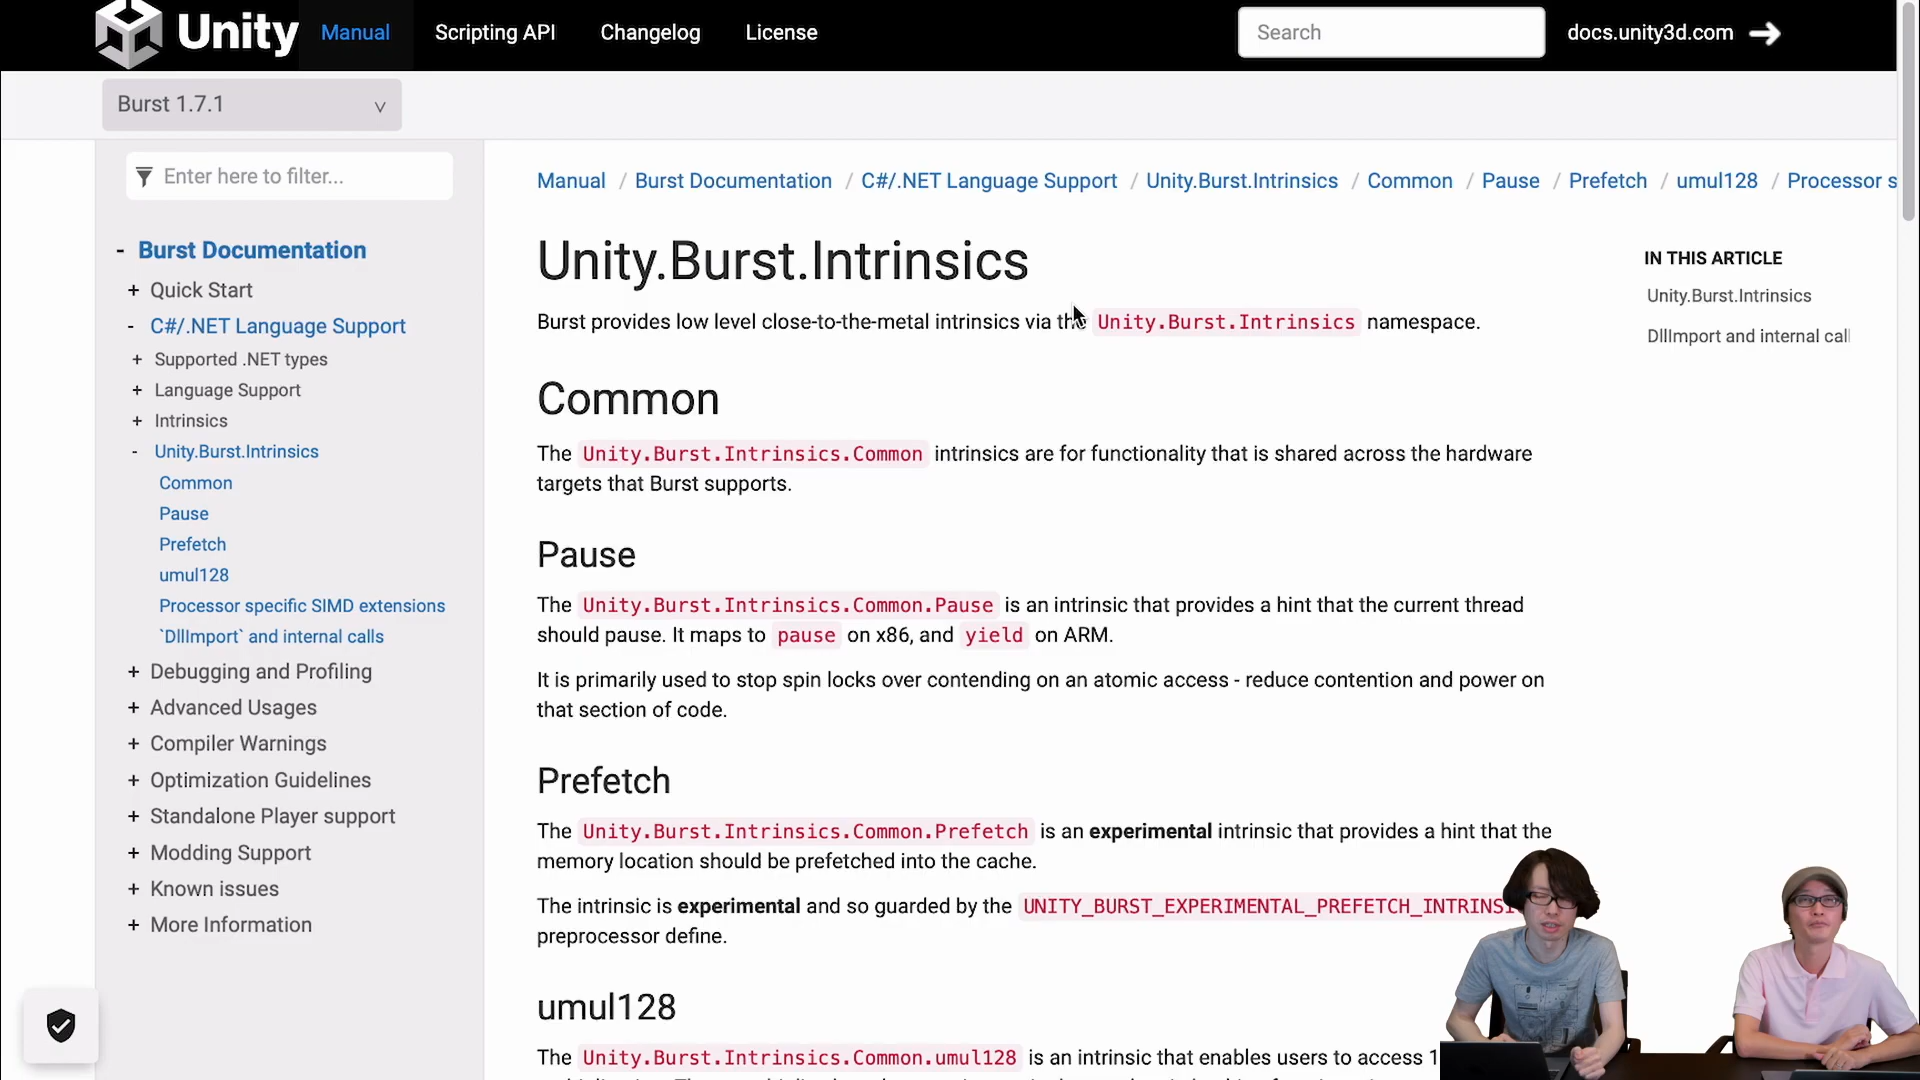 Unity
Manual
Scripting API
Changelog
License
Search
docs.unity3d.com
Burst 1.7.1
Enter here to filter...
- Burst Documentation
+ Quick Start
- C#/.NET Language Support
+ Supported .NET types
+ Language Support
+ Intrinsics
- Unity.Burst.Intrinsics
Common
Pause
Prefetch
umul128
Processor specific SIMD extensions
`DllImport` and internal calls
+ Debugging and Profiling
+ Advanced Usages
+ Compiler Warnings
+ Optimization Guidelines
+ Standalone Player support
+ Modding Support
+ Known issues
+ More Information
Manual / Burst Documentation / C#/.NET Language Support / Unity.Burst.Intrinsics / Common / Pause / Prefetch / umul128 / Processor s
Unity.Burst.Intrinsics
Burst provides low level close-to-the-metal intrinsics via the Unity.Burst.Intrinsics namespace.
Common
The Unity.Burst.Intrinsics.Common intrinsics are for functionality that is shared across the hardware
targets that Burst supports.
Pause
The Unity.Burst.Intrinsics.Common.Pause is an intrinsic that provides a hint that the current thread
should pause. It maps to pause on x86, and yield on ARM.
It is primarily used to stop spin locks over contending on an atomic access - reduce contention and power on
that section of code.
Prefetch
The Unity.Burst.Intrinsics.Common.Prefetch is an experimental intrinsic that provides a hint that the
memory location should be prefetched into the cache.
The intrinsic is experimental and so guarded by the UNITY_BURST_EXPERIMENTAL_PREFETCH_INTRINSI
preprocessor define.
umul128
The Unity.Burst.Intrinsics.Common.umul128 is an intrinsic that enables users to access 1
IN THIS ARTICLE
Unity.Burst.Intrinsics
DllImport and internal call